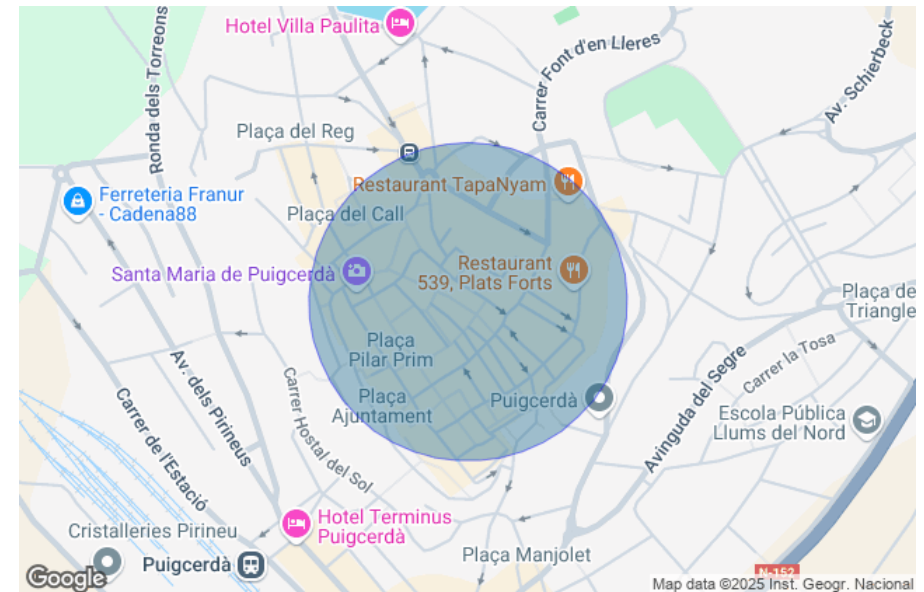 Hotel Villa Paulita
Carrer Font d'en Lleres
Av. Schierbeck
Ronda dels Torreons
Plaça del Reg
Restaurant TapaNyam
Ferreteria Franur
- Cadena88
Plaça del Call
Santa Maria de Puigcerdà
Restaurant
539, Plats Forts
Plaça de
Triangle
Plaça
Pilar Prim
Carrer la Tosa
Av. dels Pirineus
Carrer Hostal del Sol
Plaça
Ajuntament
Puigcerdà
Avinguda del Segre
Escola Pública
Llums del Nord
Carrer de l'Estació
Hotel Terminus
Puigcerdà
Cristalleries Pirineu
Puigcerdà
Plaça Manjolet
N-152
Google
Map data ©2025 Inst. Geogr. Nacional